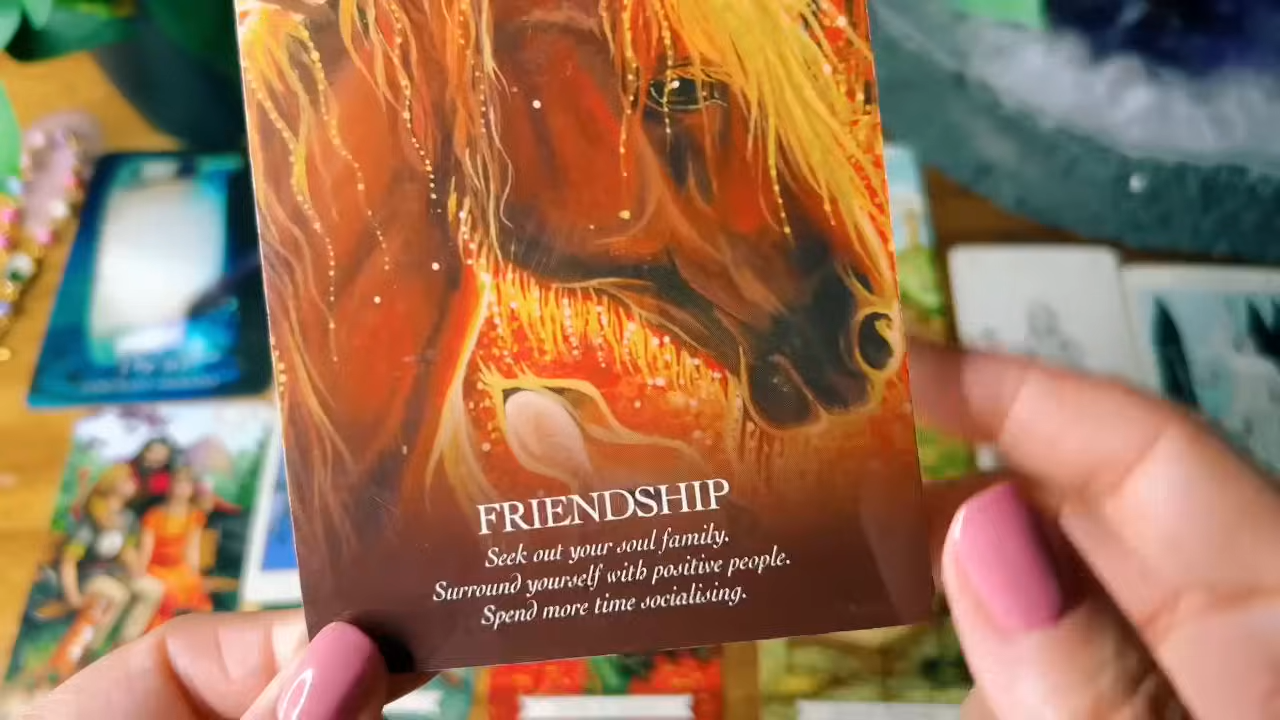 FRIENDSHIP
Seek out your soul family.
Surround yourself with positive people.
Spend more time socialising.